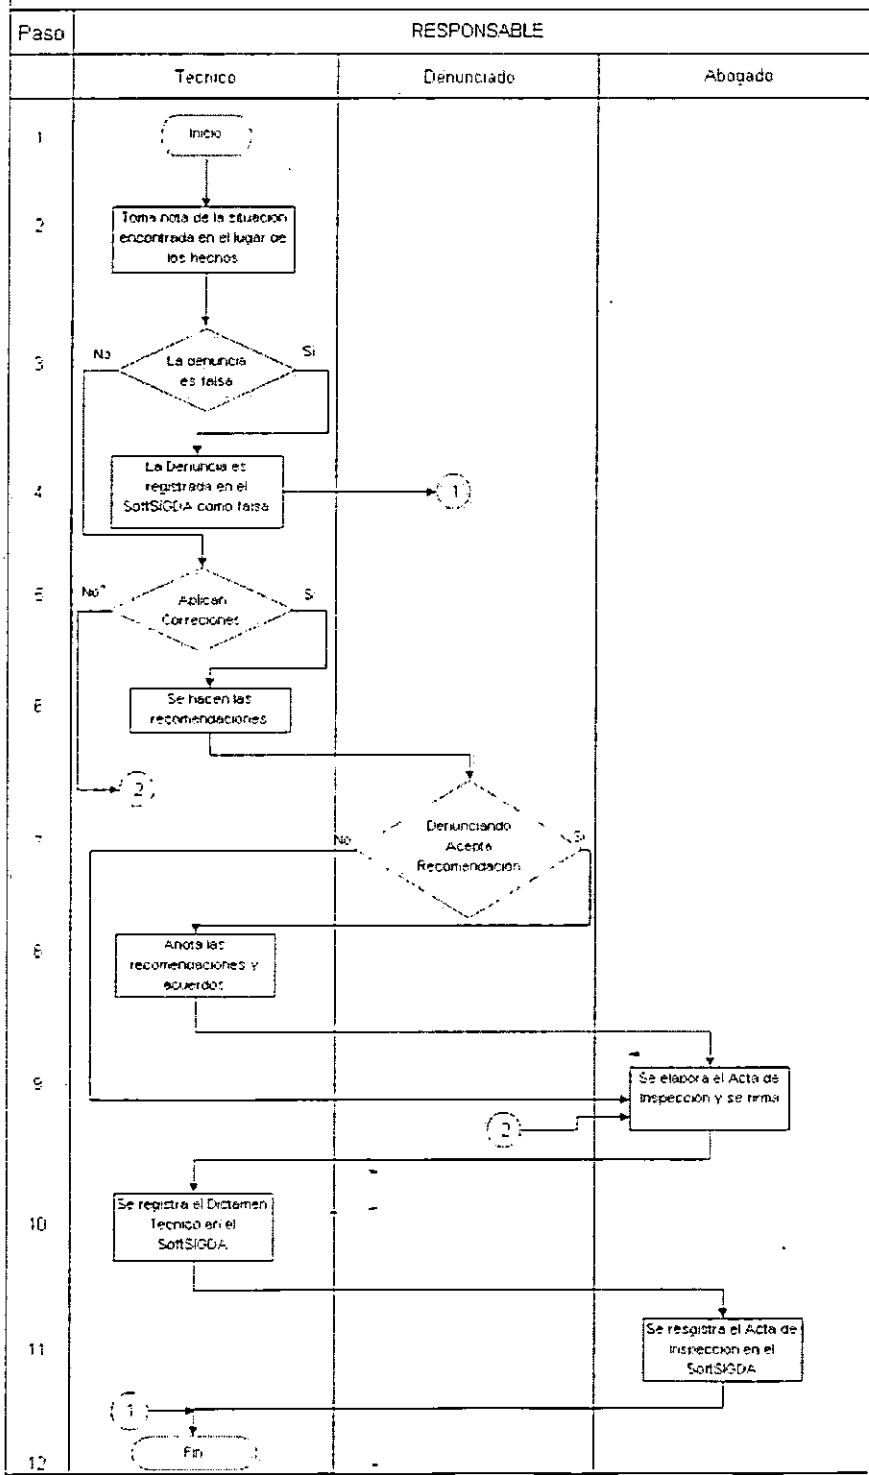 Paso
RESPONSABLE
Tecnico
Denunciado
Abogado
1
Inicio
2
Toma nota de la situacion
encontrada en el lugar de
los hechos
3
No
Si
La denuncia
es falsa
4
La Denuncia es
registrada en el
SoftSIGDA como falsa
1
5
No
Si
Aplican
Correciones
6
Se hacen las
recomendaciones
2
7
No
Si
Denunciando
Acepta
Recomendación
8
Anota las
recomendaciones y
acuerdos
9
Se elabora el Acta de
Inspección y se firma
2
10
Se registra el Dictamen
Tecnico en el
SoftSIGDA
11
Se resgistra el Acta de
Inspección en el
SoftSIGDA
1
Fin
12